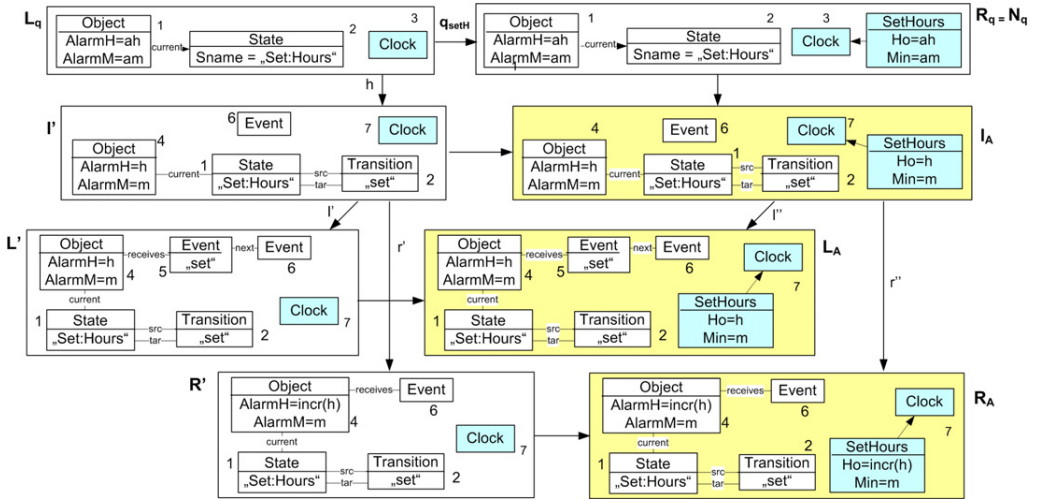 Lq
Object
AlarmH=ah
AlarmM=am
1
current
State
Sname = „Set:Hours“
2
3
Clock
qsetH
1
Object
AlarmH=ah
AlarmM=am
current
State
Sname = „Set:Hours“
2
3
Clock
SetHours
Ho=ah
Min=am
Rq = Nq
h
I'
6
Event
7
Clock
Object
AlarmH=h
AlarmM=m
4
current
1
State
„Set:Hours“
src
tar
Transition
„set“
2
4
Object
AlarmH=h
AlarmM=m
current
Event
6
State
„Set:Hours“
1
src
tar
Transition
„set“
2
Clock
7
SetHours
Ho=h
Min=m
IA
l'
r'
l''
r''
L'
Object
AlarmH=h
AlarmM=m
4
receives
Event
„set“
5
next
Event
6
current
1
State
„Set:Hours“
src
tar
Transition
„set“
2
Clock
7
Object
AlarmH=h
AlarmM=m
4
receives
Event
„set“
5
next
Event
6
current
1
State
„Set:Hours“
src
tar
Transition
„set“
2
Clock
7
SetHours
Ho=h
Min=m
LA
R'
Object
AlarmH=incr(h)
AlarmM=m
4
receives
Event
6
current
1
State
„Set:Hours“
src
tar
Transition
„set“
2
Clock
7
Object
AlarmH=incr(h)
AlarmM=m
4
receives
Event
6
current
1
State
„Set:Hours“
src
tar
2
Transition
„set“
Clock
7
SetHours
Ho=incr(h)
Min=m
RA